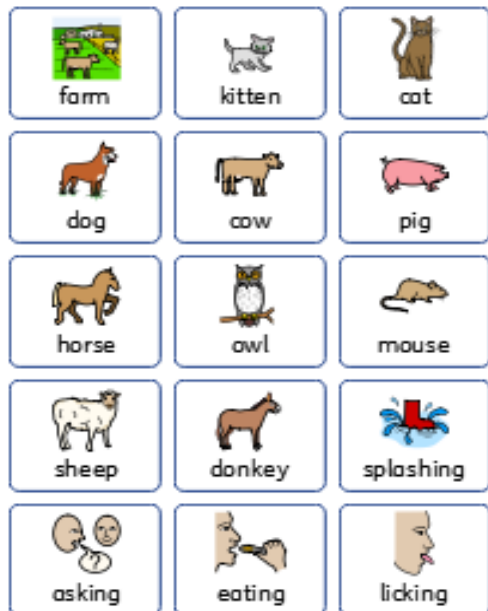 farm
kitten
cat
dog
cow
pig
horse
owl
mouse
sheep
donkey
splashing
asking
eating
licking